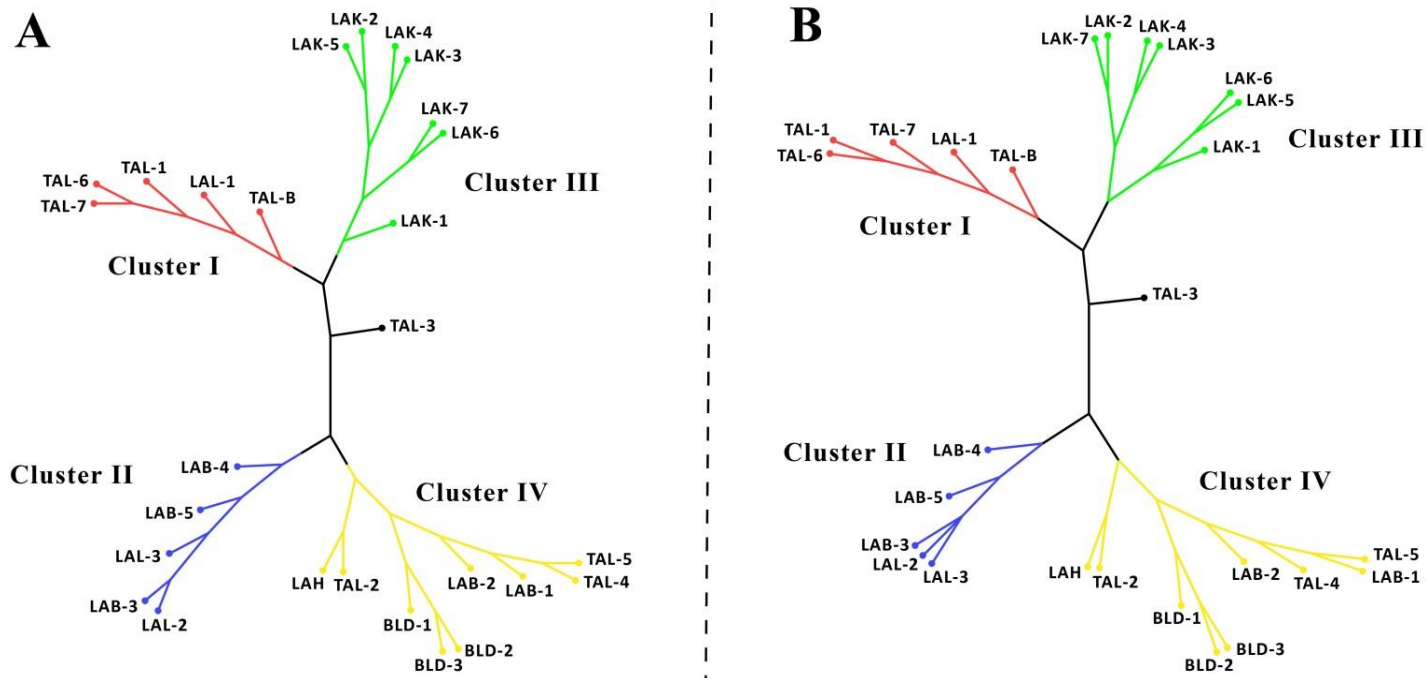 A
LAK-2
LAK-5
LAK-4
LAK-3
LAK-7
LAK-6
Cluster III
LAK-1
TAL-1
TAL-6
TAL-7
LAL-1
TAL-B
Cluster I
TAL-3
Cluster II
LAB-4
LAB-5
LAL-3
LAB-3
LAL-2
Cluster IV
LAH
TAL-2
LAB-2
LAB-1
TAL-5
TAL-4
BLD-1
BLD-2
BLD-3
B
LAK-2
LAK-7
LAK-4
LAK-3
LAK-6
LAK-5
Cluster III
LAK-1
TAL-1
TAL-6
TAL-7
LAL-1
TAL-B
Cluster I
TAL-3
Cluster II
LAB-4
LAB-5
LAB-3
LAL-2
LAL-3
Cluster IV
LAH
TAL-2
LAB-2
TAL-4
TAL-5
LAB-1
BLD-1
BLD-3
BLD-2